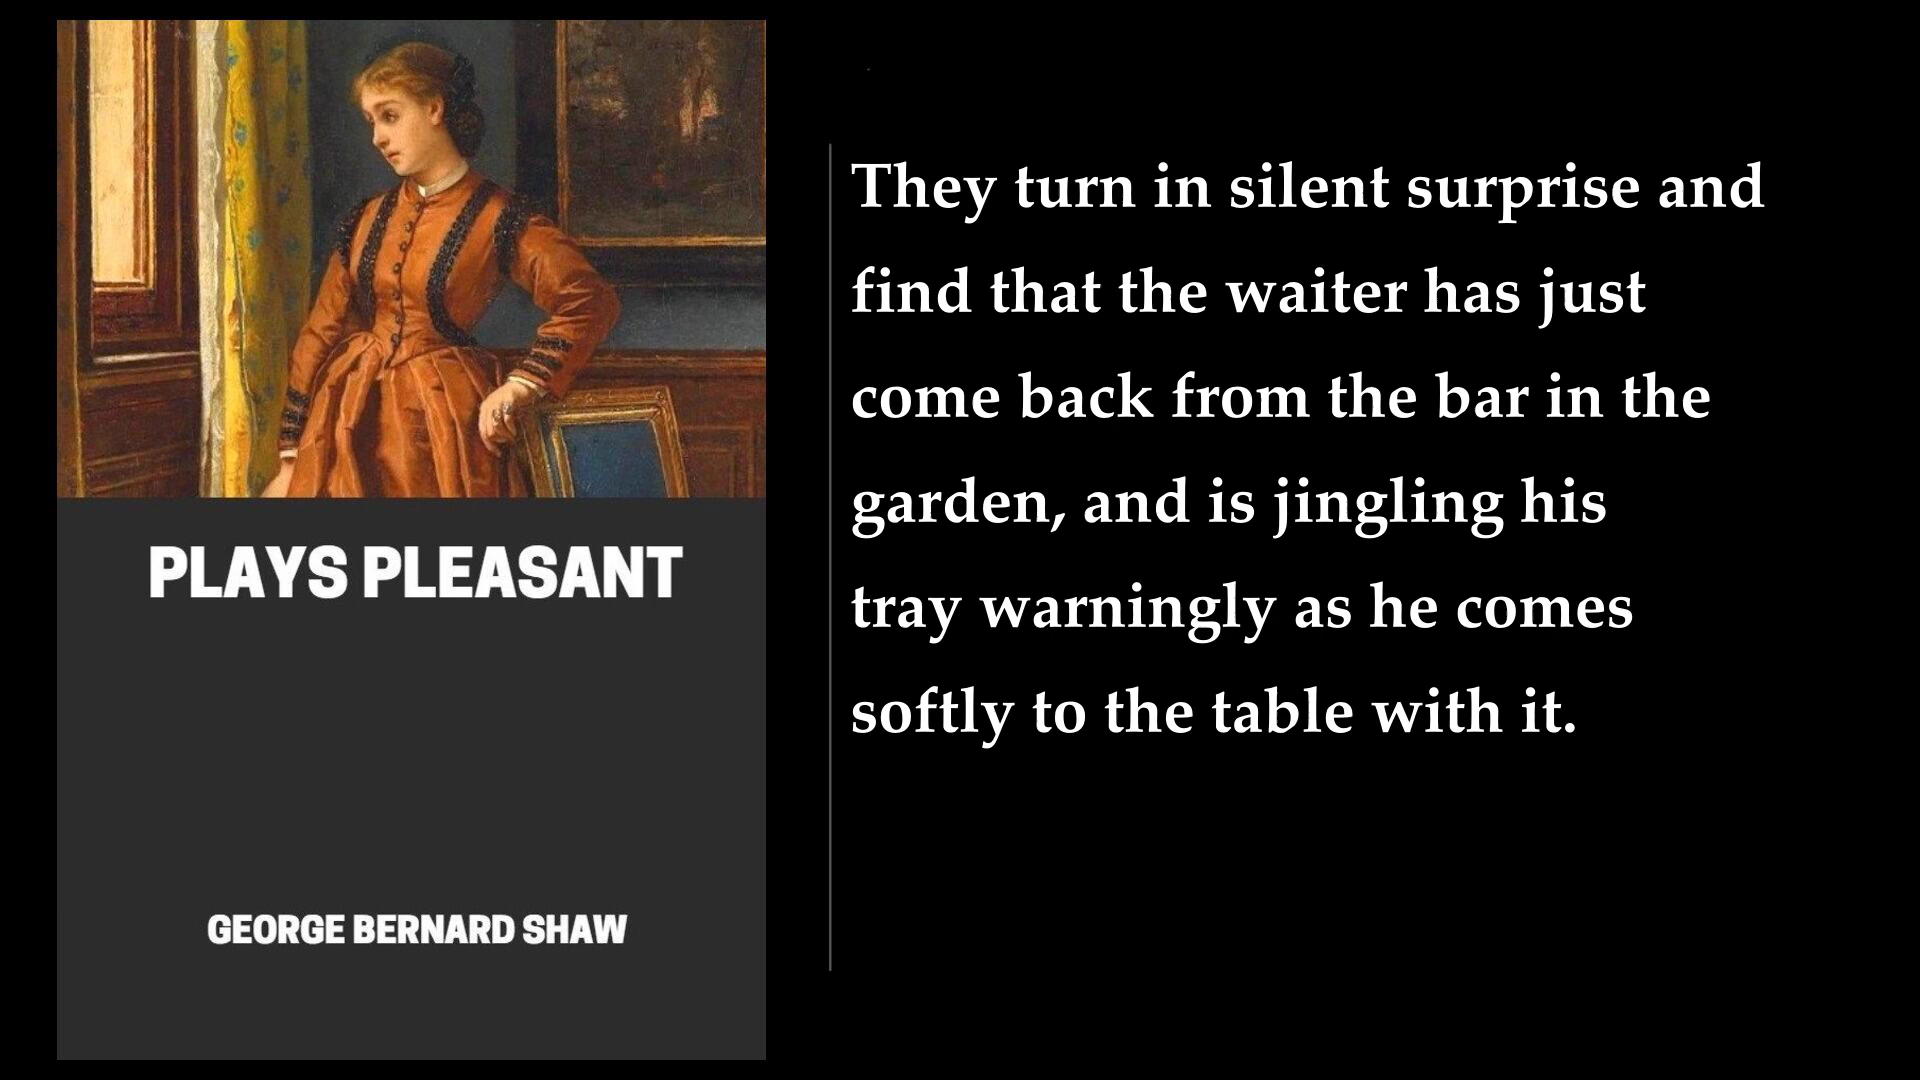 PLAYS PLEASANT
GEORGE BERNARD SHAW
They turn in silent surprise and
find that the waiter has just
come back from the bar in the
garden, and is jingling his
tray warningly as he comes
softly to the table with it.